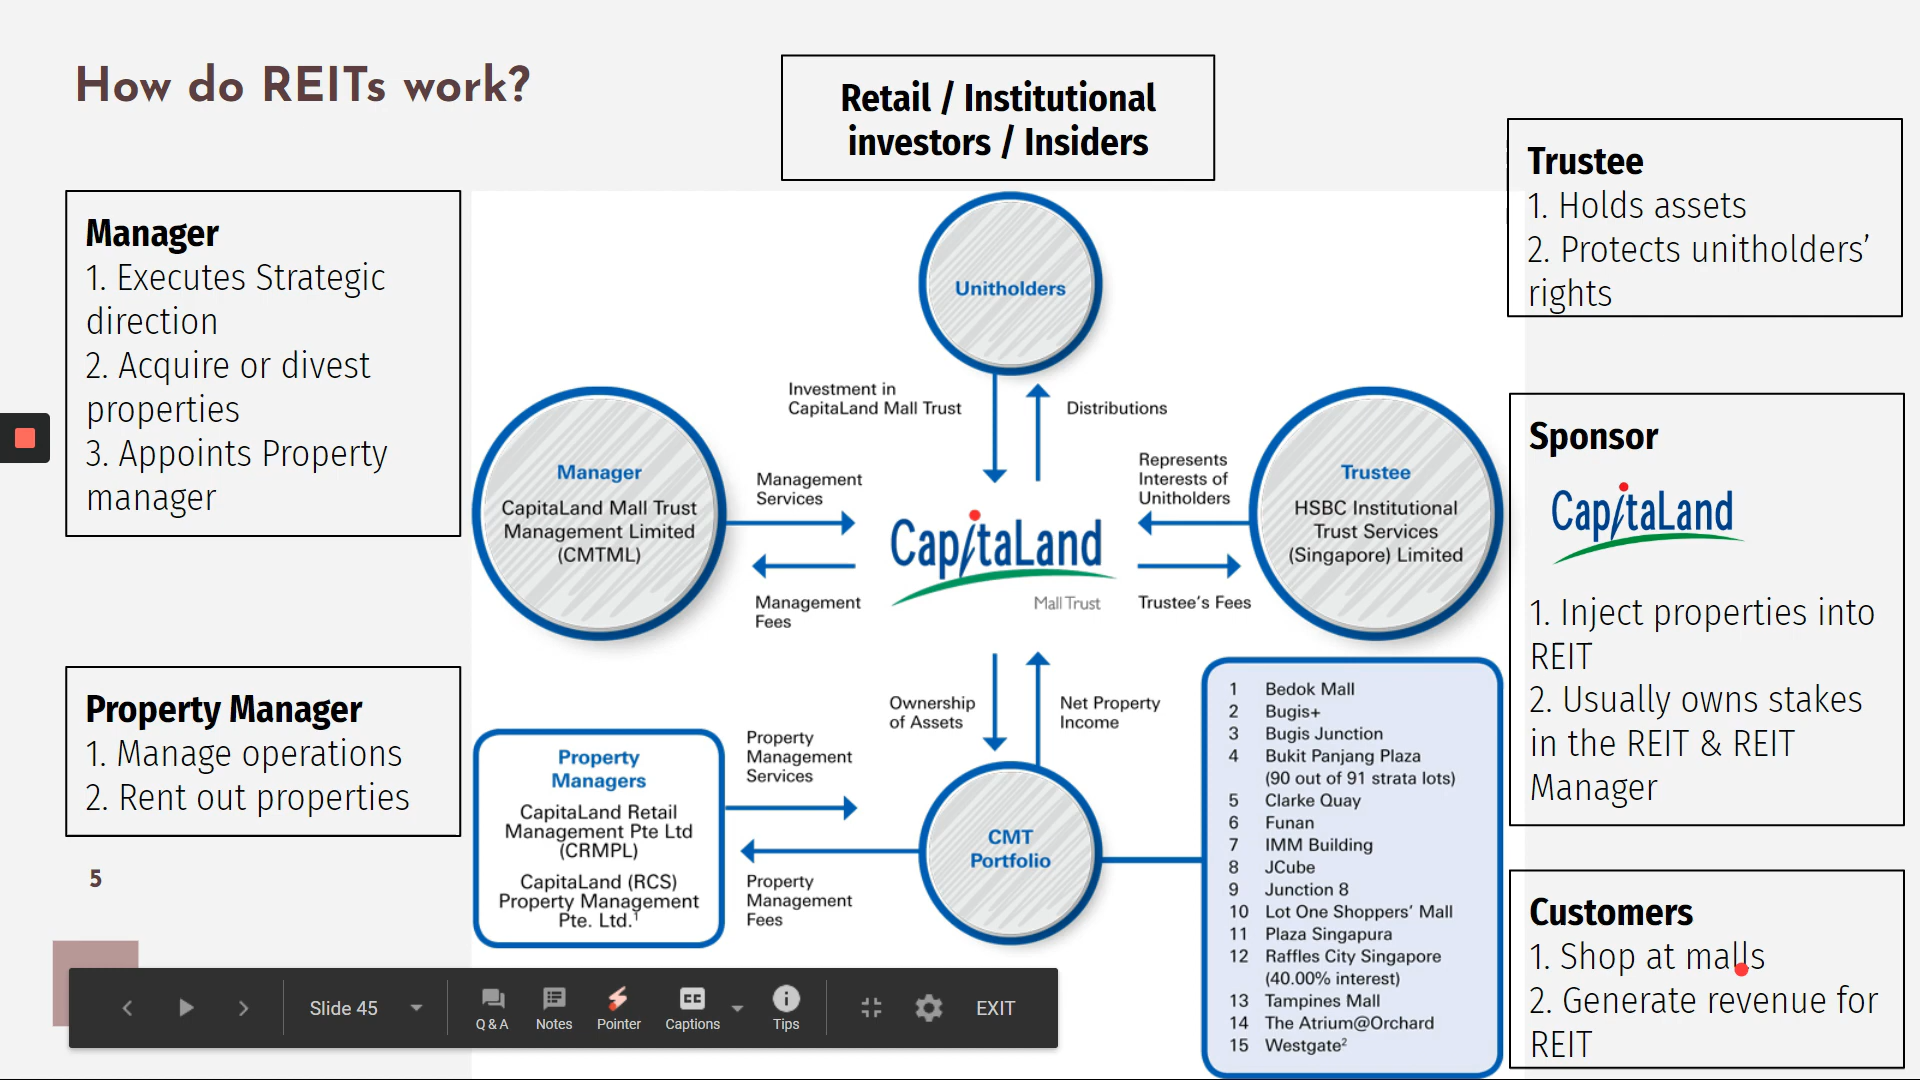 How do REITs work?
Retail / Institutional
investors / Insiders
Manager
1. Executes Strategic
direction
2. Acquire or divest
properties
3. Appoints Property
manager
Property Manager
1. Manage operations
2. Rent out properties
5
Unitholders
Investment in
CapitaLand Mall Trust
Distributions
Manager
CapitaLand Mall Trust
Management Limited
(CMTML)
Management
Services
Management
Fees
CapitaLand
Mall Trust
Represents
Interests of
Unitholders
Trustee's Fees
Trustee
HSBC Institutional
Trust Services
(Singapore) Limited
Ownership
of Assets
Net Property
Income
Property
Managers
CapitaLand Retail
Management Pte Ltd
(CRMPL)
CapitaLand (RCS)
Property Management
Pte. Ltd.¹
Property
Management
Services
Property
Management
Fees
CMT
Portfolio
1 Bedok Mall
2 Bugis+
3 Bugis Junction
4 Bukit Panjang Plaza
(90 out of 91 strata lots)
5 Clarke Quay
6 Funan
7 IMM Building
8 JCube
9 Junction 8
10 Lot One Shoppers' Mall
11 Plaza Singapura
12 Raffles City Singapore
(40.00% interest)
13 Tampines Mall
14 The Atrium@Orchard
15 Westgate²
Trustee
1. Holds assets
2. Protects unitholders’
rights
Sponsor
CapitaLand
1. Inject properties into
REIT
2. Usually owns stakes
in the REIT & REIT
Manager
Customers
1. Shop at malls
2. Generate revenue for
REIT
Slide 45
Q & A
Notes
Pointer
CC
Captions
Tips
EXIT